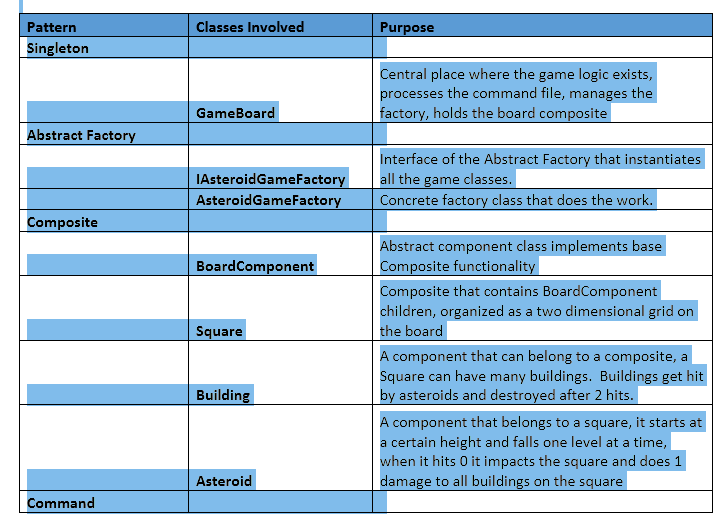 Pattern Classes Involved Purpose
Singleton
Central place where the game logic exists,
processes the command file, manages the
GameBoard factory, holds the board composite
Abstract Factory
Interface of the Abstract Factory that instantiates
IAsteroidGameFactory all the game classes.
AsteroidGameFactory Concrete factory class that does the work.
Composite
Abstract component class implements base
BoardComponent Composite functionality
Composite that contains BoardComponent
children, organized as a two dimensional grid on
Square the board
A component that can belong to a composite, a
Square can have many buildings. Buildings get hit
Building by asteroids and destroyed after 2 hits.
A component that belongs to a square, it starts at
a certain height and falls one level at a time,
when it hits 0 it impacts the square and does 1
Asteroid damage to all buildings on the square
Command